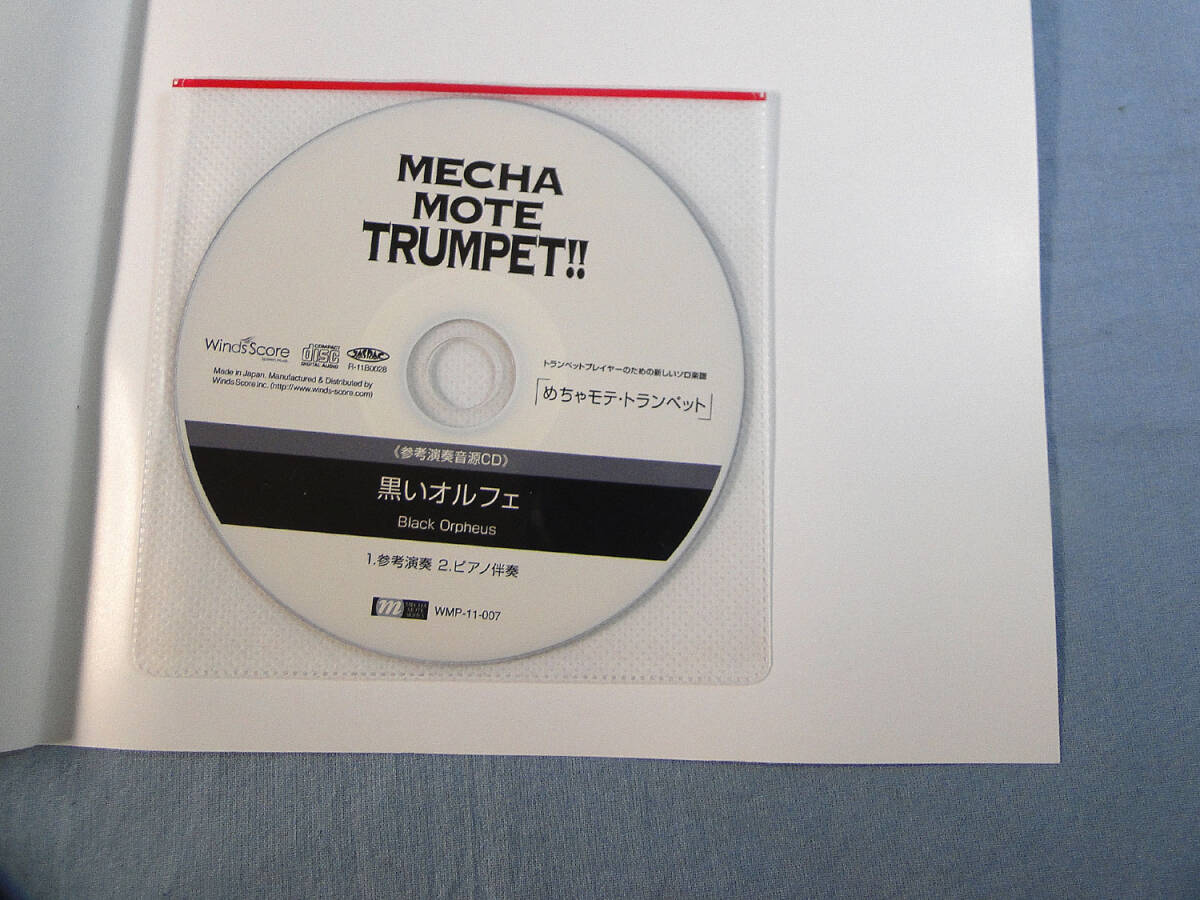 MECHA
MOTE
TRUMPET!!
Winds Score
COMPACT
disc
DIGITAL AUDIO
JASRAC
R-11B0028
Made in Japan. Manufactured & Distributed by
Winds Score inc. (http://www.winds-score.com)
トランペットプレイヤーのための新しいソロ楽譜
「めちゃモテ・トランペット」
《参考演奏音源CD》
黒いオルフェ
Black Orpheus
1.参考演奏 2.ピアノ伴奏
m
MECHA
MOTE
WMP-11-007